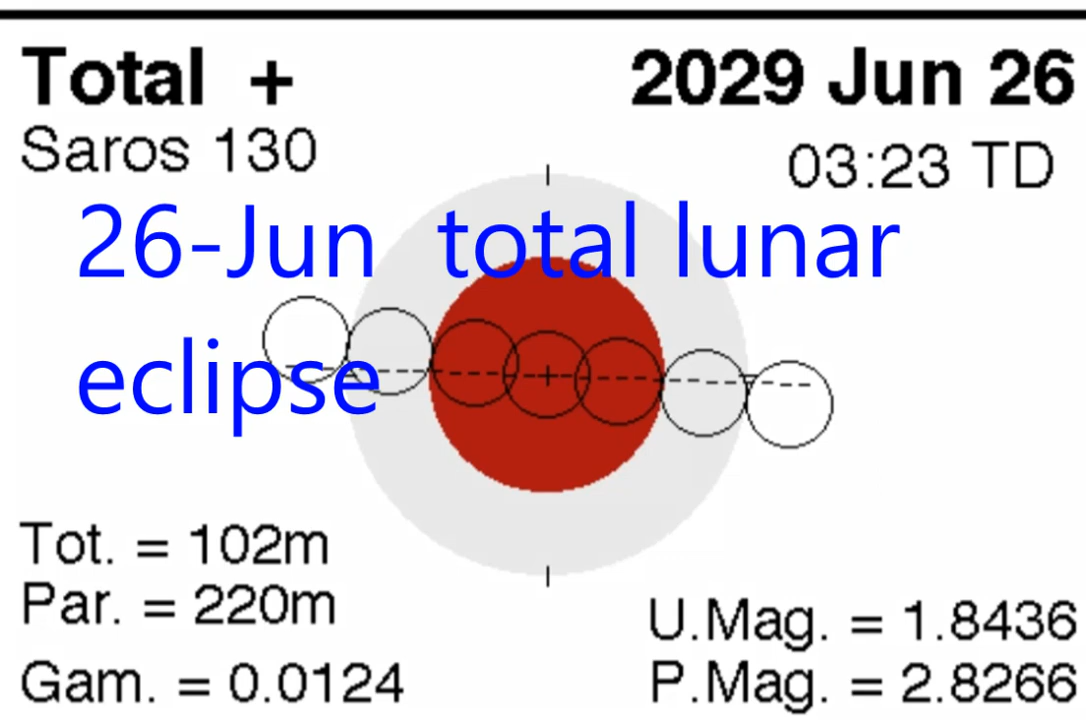 Total +
2029 Jun 26
Saros 130
03:23 TD
26-Jun total lunar
eclipse
Tot. = 102m
Par. = 220m
Gam. = 0.0124
U.Mag. = 1.8436
P.Mag. = 2.8266